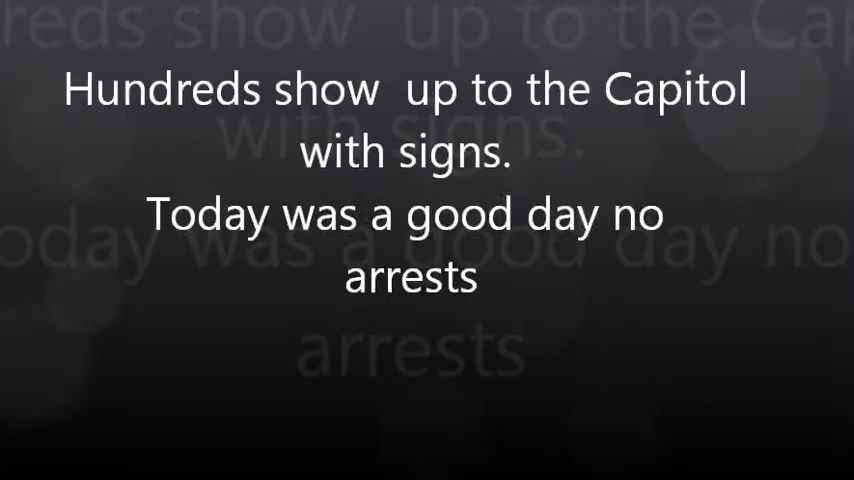 Hundreds show  up to the Capitol
with signs.
Today was a good day no
arrests